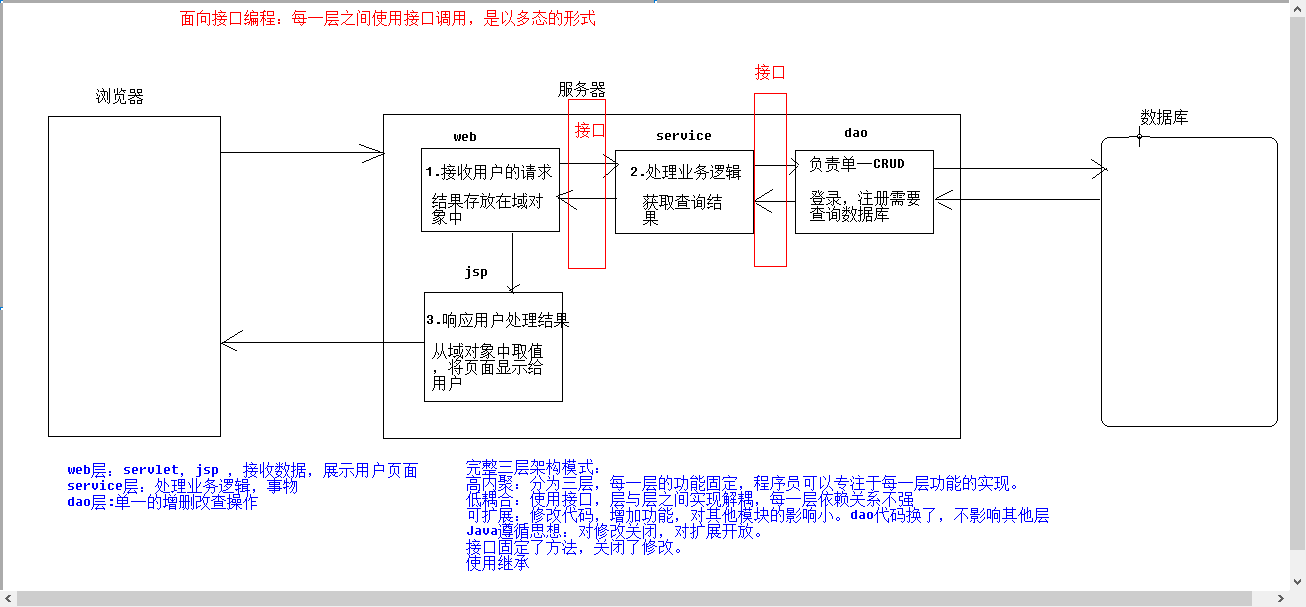 面向接口编程：每一层之间使用接口调用，是以多态的形式
接口
服务器
浏览器
数据库
web
接口
service
dao
1.接收用户的请求
结果存放在域对
象中
2.处理业务逻辑
获取查询结
果
负责单一CRUD
登录，注册需要
查询数据库
jsp
3.响应用户处理结果
从域对象中取值
，将页面显示给
用户
web层：servlet，jsp ，接收数据，展示用户页面
service层：处理业务逻辑，事物
dao层:单一的增删改查操作
完整三层架构模式：
高内聚：分为三层，每一层的功能固定，程序员可以专注于每一层功能的实现。
低耦合：使用接口，层与层之间实现解耦，每一层依赖关系不强
可扩展：修改代码，增加功能，对其他模块的影响小。dao代码换了，不影响其他层
Java遵循思想：对修改关闭，对扩展开放。
接口固定了方法，关闭了修改。
使用继承